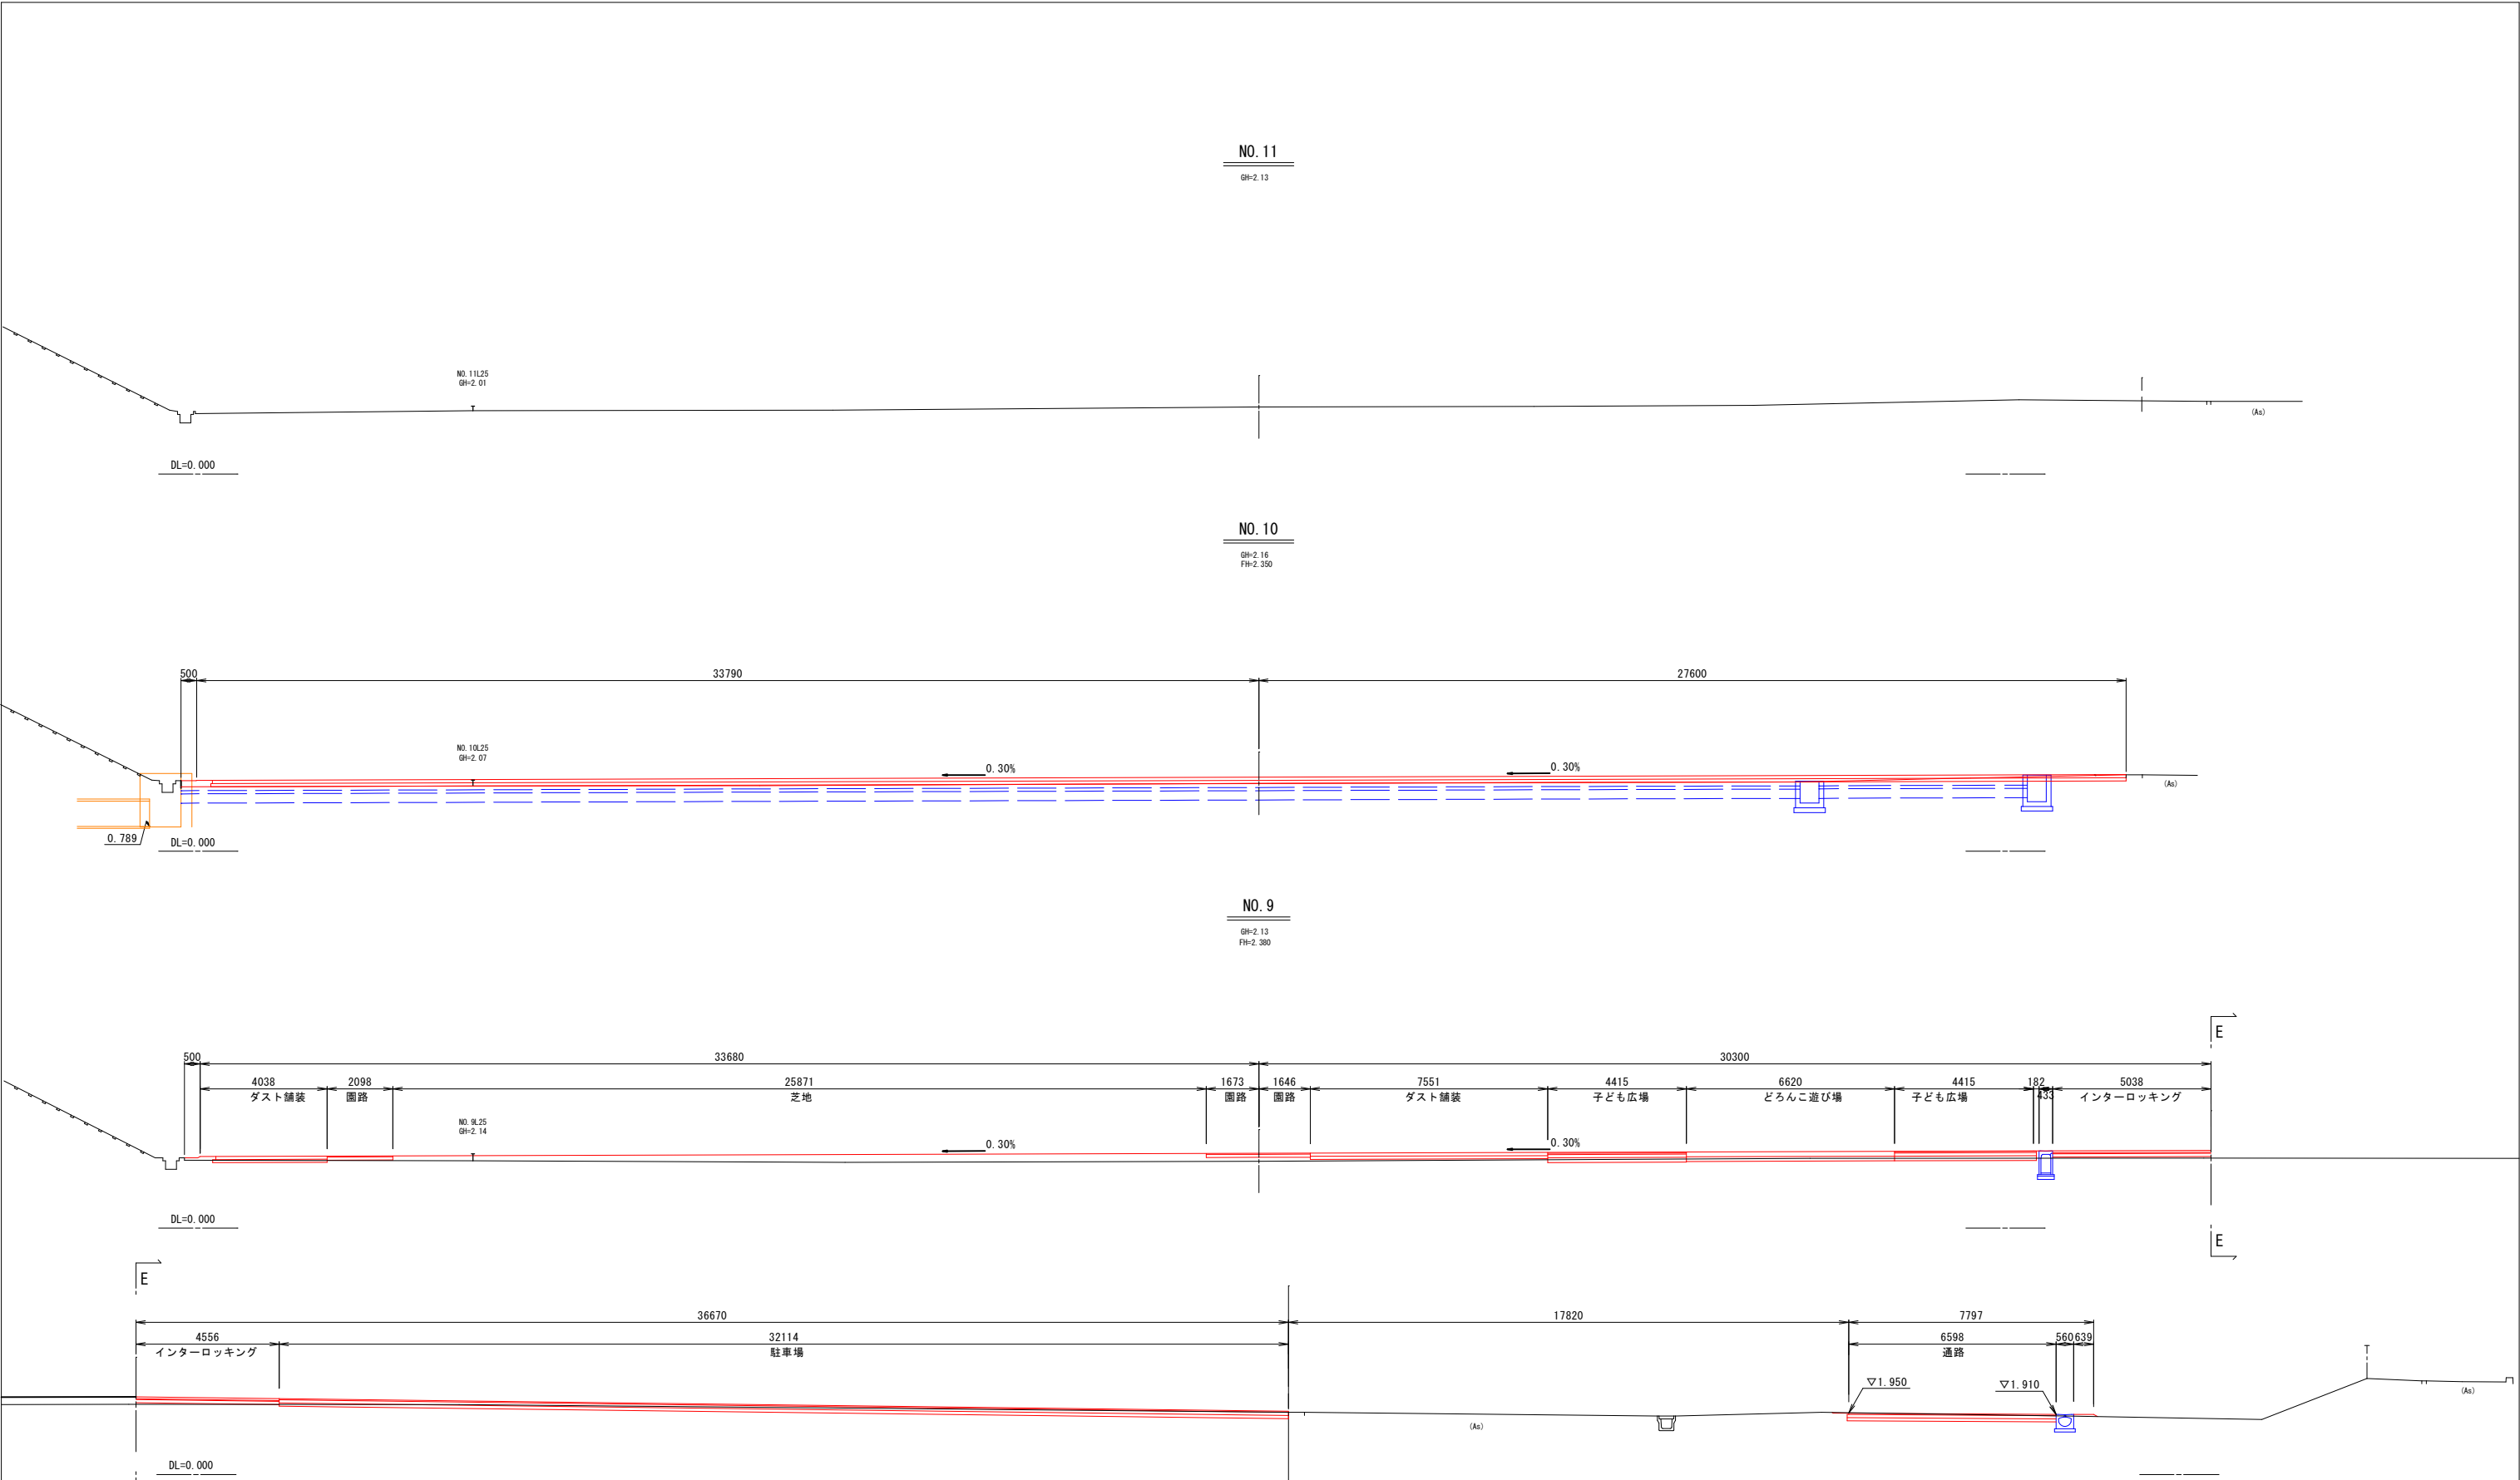 NO.11
GH=2.13
NO.11L25
GH=2.01
(As)
DL=0.000
NO.10
GH=2.16
FH=2.350
500
33790
27600
NO.10L25
GH=2.07
0.30%
0.30%
(As)
0.789
DL=0.000
NO.9
GH=2.13
FH=2.380
E
500
33680
30300
4038
2098
25871
1673
1646
7551
4415
6620
4415
182
433
5038
ダスト舗装
園路
芝地
園路
園路
ダスト舗装
子ども広場
どろんこ遊び場
子ども広場
インターロッキング
NO.9L25
GH=2.14
0.30%
0.30%
DL=0.000
E
E
36670
17820
7797
4556
32114
6598
560
639
インターロッキング
駐車場
通路
▽1.950
▽1.910
(As)
(As)
DL=0.000